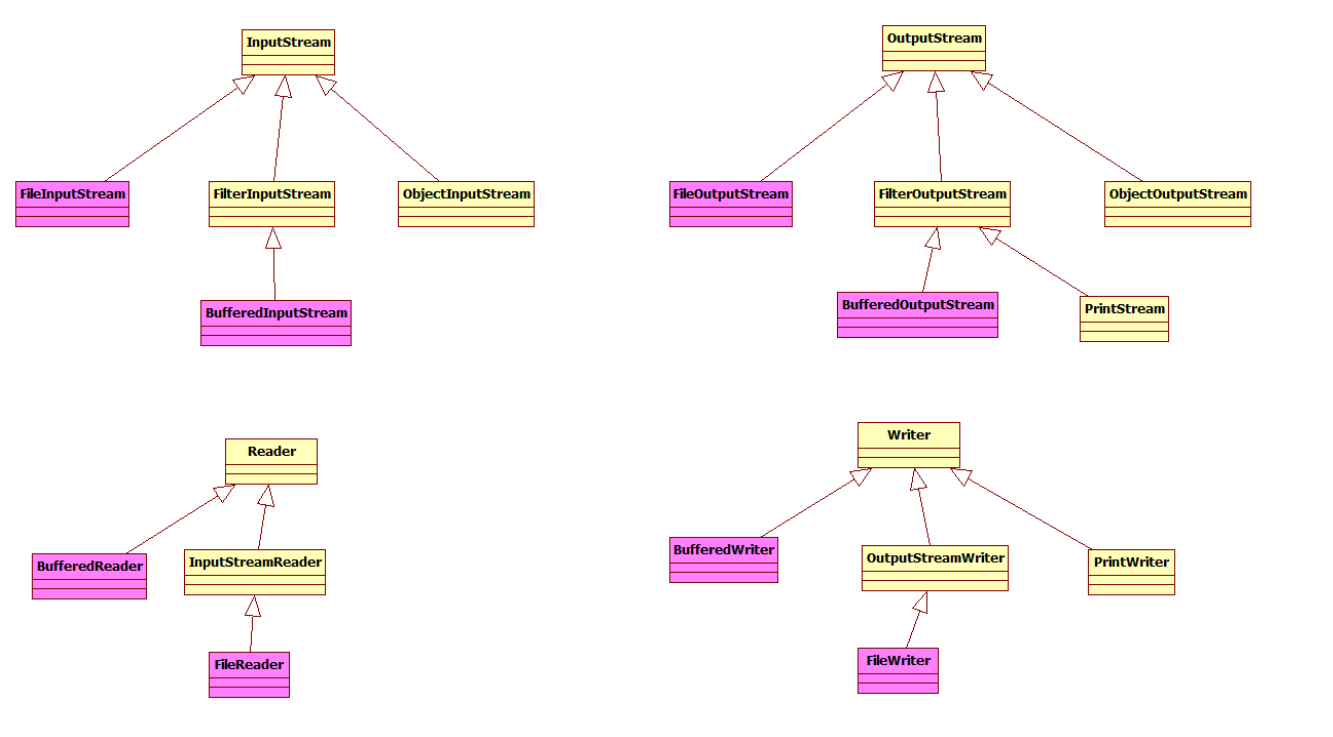 InputStream
OutputStream
FileInputStream
FilterInputStream
ObjectInputStream
FileOutputStream
FilterOutputStream
ObjectOutputStream
BufferedInputStream
BufferedOutputStream
PrintStream
Reader
Writer
BufferedReader
InputStreamReader
BufferedWriter
OutputStreamWriter
PrintWriter
FileReader
FileWriter